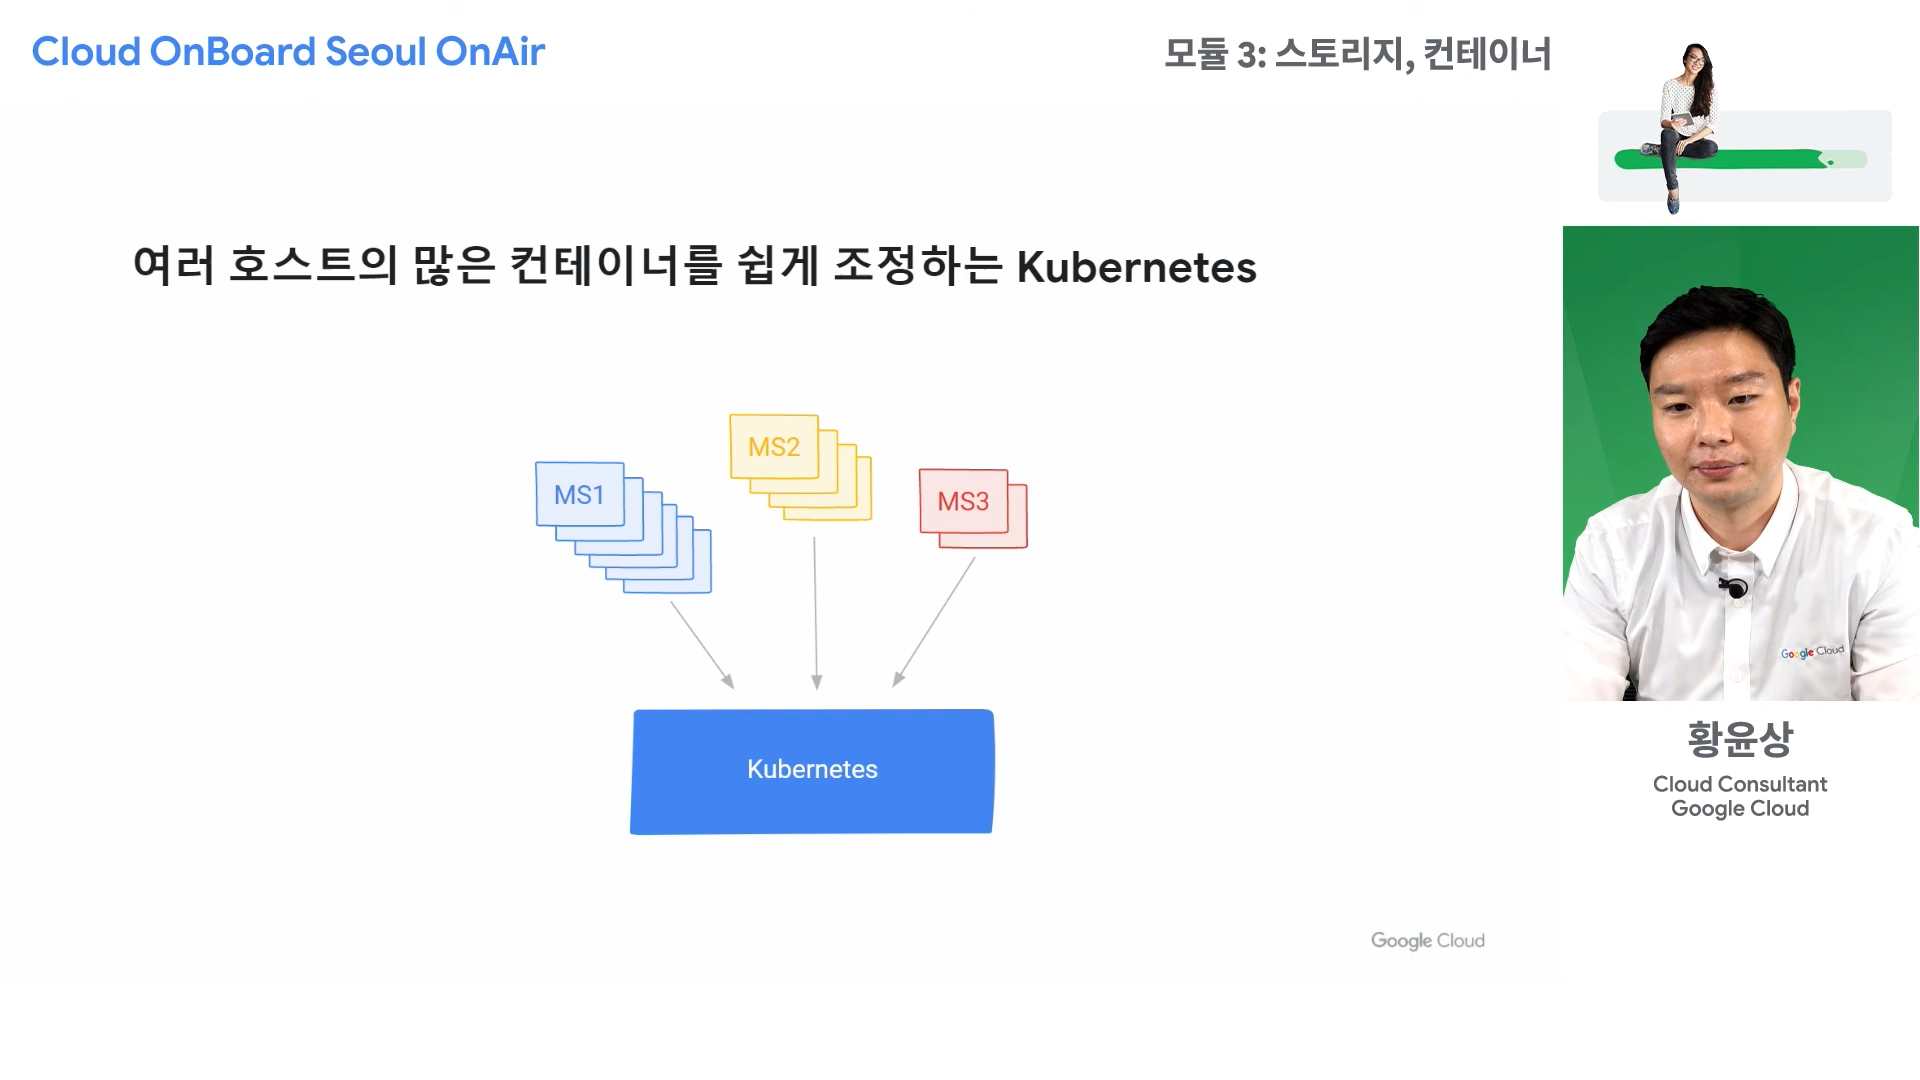 Cloud OnBoard Seoul OnAir
모듈 3: 스토리지, 컨테이너
여러 호스트의 많은 컨테이너를 쉽게 조정하는 Kubernetes
MS1
MS2
MS3
Kubernetes
Google Cloud
Google Cloud
황윤상
Cloud Consultant
Google Cloud